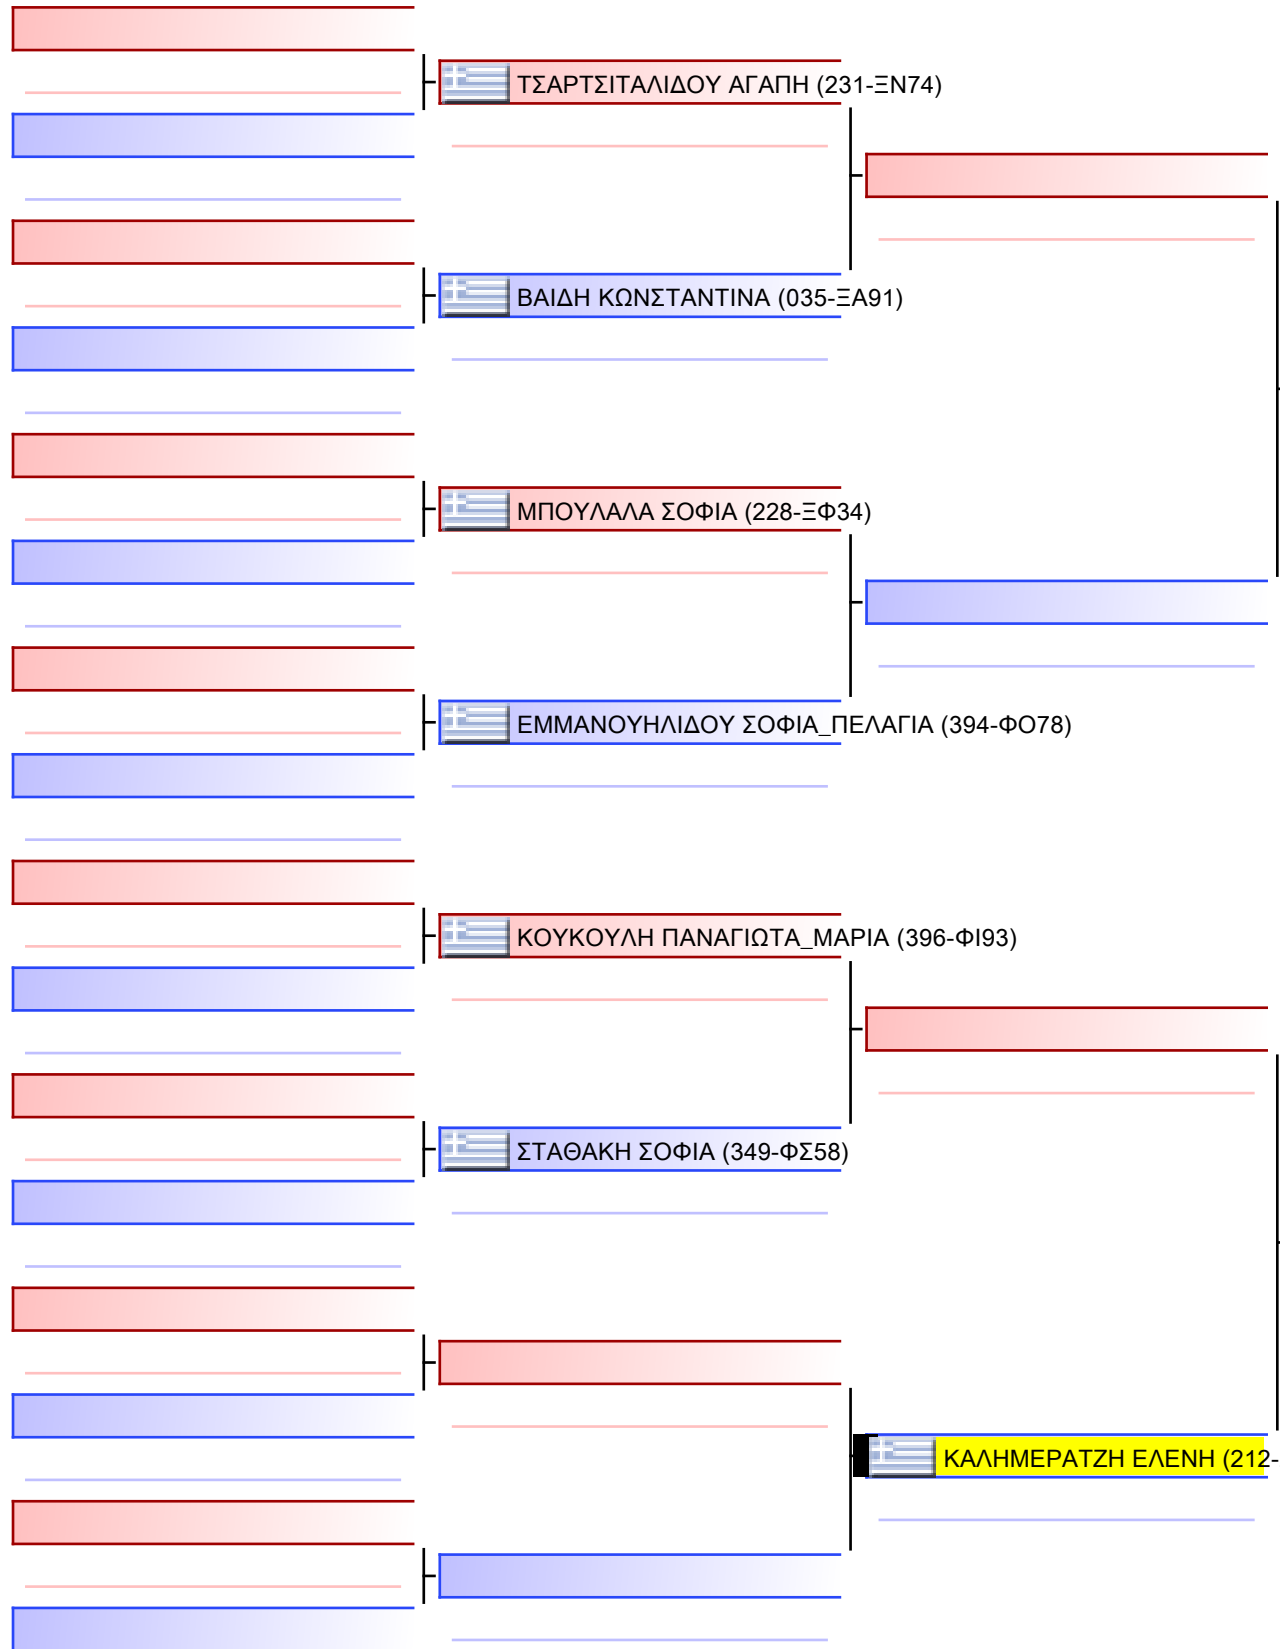 ΤΣΑΡΤΣΙΤΑΛΙΔΟΥ ΑΓΑΠΗ (231-ΞΝ74)
ΒΑΙΔΗ ΚΩΝΣΤΑΝΤΙΝΑ (035-ΞΑ91)
ΜΠΟΥΛΑΛΑ ΣΟΦΙΑ (228-ΞΦ34)
ΕΜΜΑΝΟΥΗΛΙΔΟΥ ΣΟΦΙΑ_ΠΕΛΑΓΙΑ (394-ΦΟ78)
ΚΟΥΚΟΥΛΗ ΠΑΝΑΓΙΩΤΑ_ΜΑΡΙΑ (396-ΦΙ93)
ΣΤΑΘΑΚΗ ΣΟΦΙΑ (349-ΦΣ58)
ΚΑΛΗΜΕΡΑΤΖΗ ΕΛΕΝΗ (212-